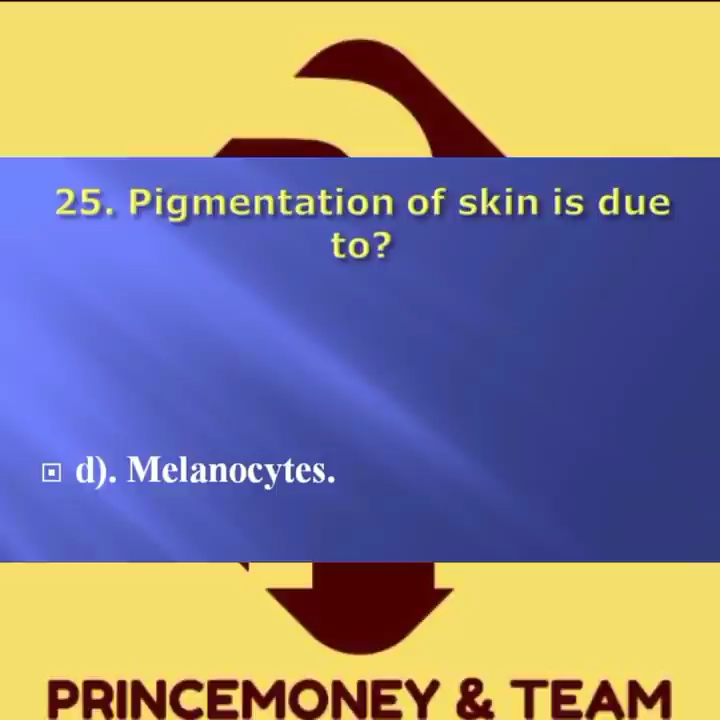 25. Pigmentation of skin is due
to?
d). Melanocytes.
PRINCEMONEY & TEAM